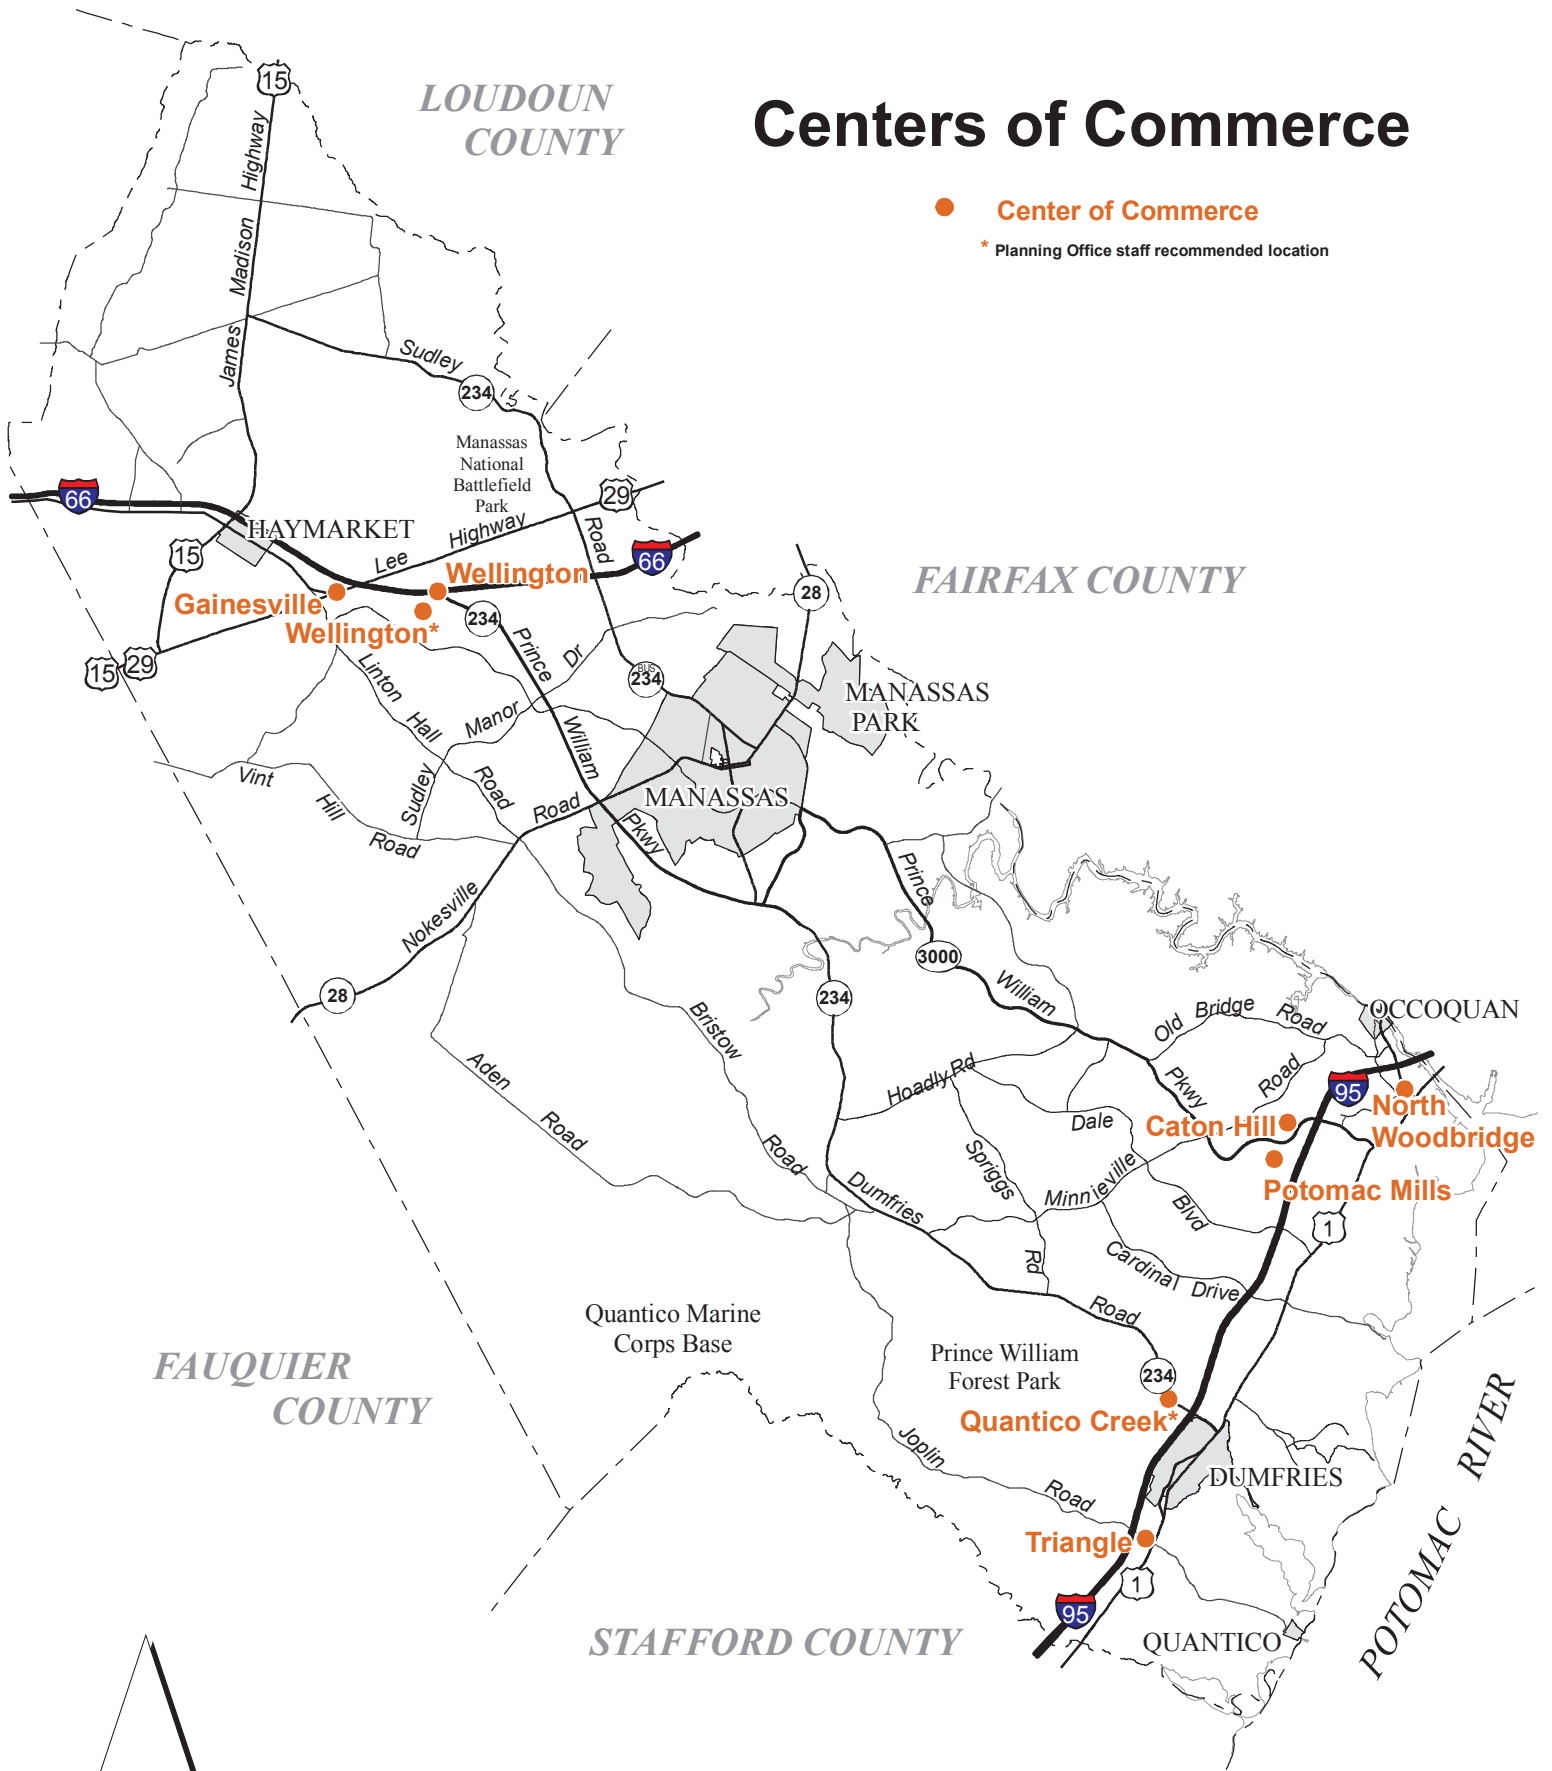 Centers of Commerce
Center of Commerce
* Planning Office staff recommended location
LOUDOUN
COUNTY
15
James Madison Highway
Sudley
234
Manassas
National
Battlefield
Park
Road
29
66
HAYMARKET
Lee Highway
15
66
Wellington
Gainesville
Wellington*
234
28
FAIRFAX COUNTY
15
29
Linton Hall Road
Prince William Pkwy
Sudley Manor Dr
BUS
234
MANASSAS
PARK
Vint Hill Road
MANASSAS
Nokesville Road
28
Prince William Pkwy
3000
234
Bristow Road
Aden Road
Old Bridge Road
OCCOQUAN
Hoadly Rd
Road
95
North
Woodbridge
Caton Hill
Dale Blvd
Minnieville
Spriggs Rd
Potomac Mills
1
Dumfries Road
Cardinal Drive
Quantico Marine
Corps Base
Prince William
Forest Park
234
Quantico Creek*
FAUQUIER
COUNTY
Joplin Road
DUMFRIES
POTOMAC RIVER
Triangle
1
95
STAFFORD COUNTY
QUANTICO